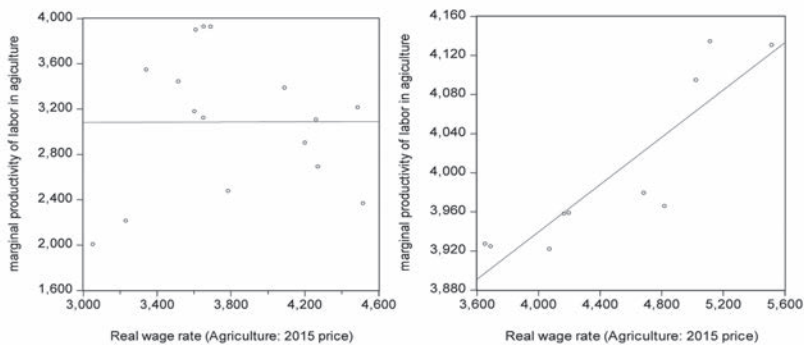 marginal productivity of labor in agiculture
4,000
3,600
3,200
2,800
2,400
2,000
1,600
3,000 3,400 3,800 4,200 4,600
Real wage rate (Agriculture: 2015 price)
marginal productivity of labor in agriculture
4,160
4,120
4,080
4,040
4,000
3,960
3,920
3,880
3,600 4,000 4,400 4,800 5,200 5,600
Real wage rate (Agriculture: 2015 price)